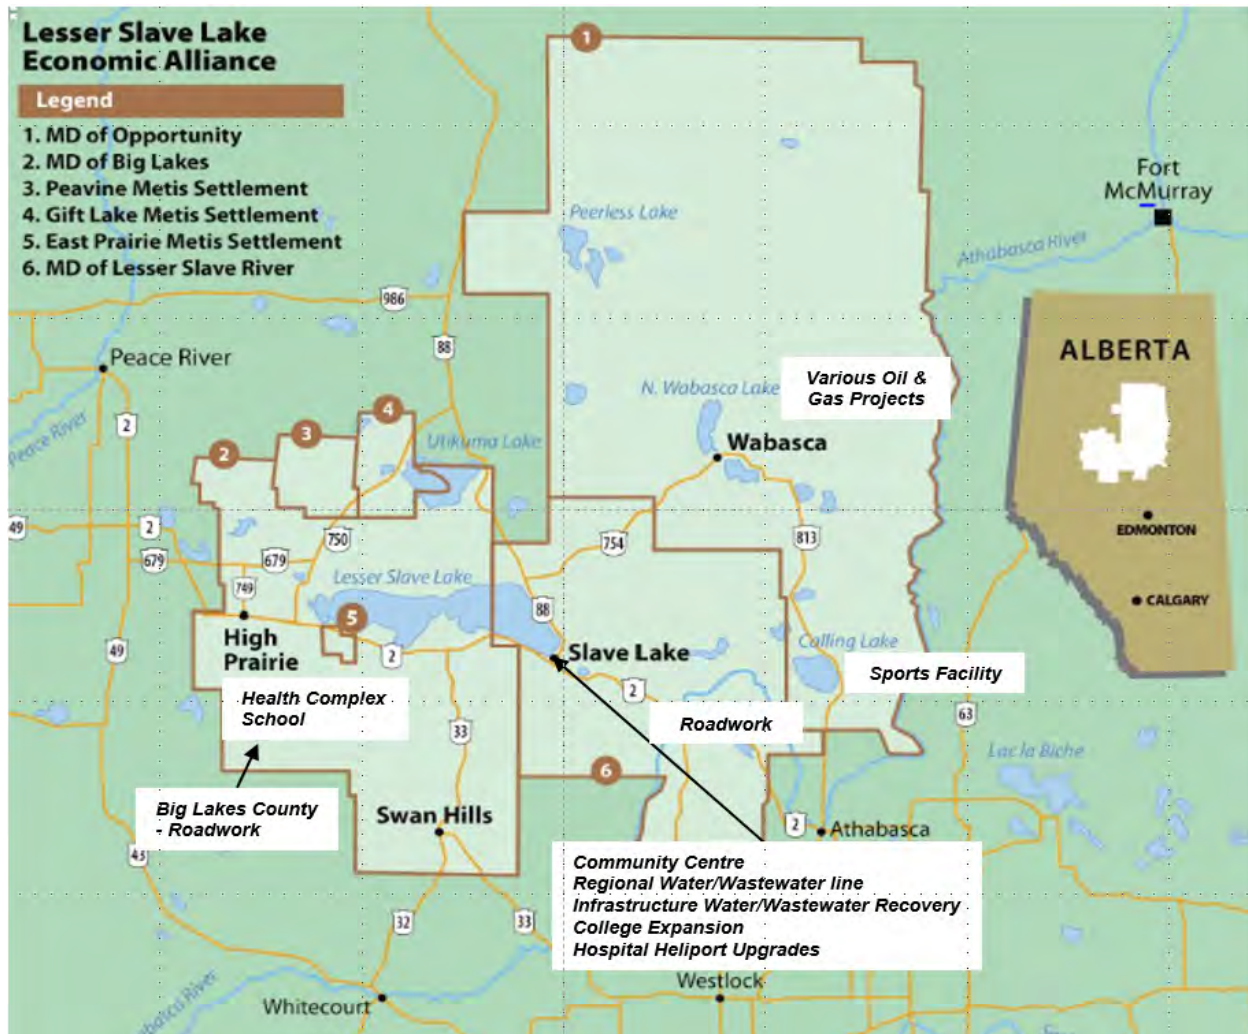 Lesser Slave Lake
Economic Alliance
Legend
1. MD of Opportunity
2. MD of Big Lakes
3. Peavine Metis Settlement
4. Gift Lake Metis Settlement
5. East Prairie Metis Settlement
6. MD of Lesser Slave River
1
Fort
McMurray
Peerless Lake
Athabasca River
986
88
Peace River
ALBERTA
Various Oil &
Gas Projects
N. Wabasca Lake
4
2
3
Utikuma Lake
Wabasca
Peace River
2
49
2
750
754
813
EDMONTON
679
679
749
Lesser Slave Lake
88
CALGARY
5
High
Prairie
2
Slave Lake
Calling Lake
49
Sports Facility
2
Health Complex
School
Roadwork
63
33
Lac la Biche
6
Big Lakes County
- Roadwork
Swan Hills
2
Athabasca
43
Community Centre
Regional Water/Wastewater line
Infrastructure Water/Wastewater Recovery
College Expansion
Hospital Heliport Upgrades
32
33
Westlock
Whitecourt
River